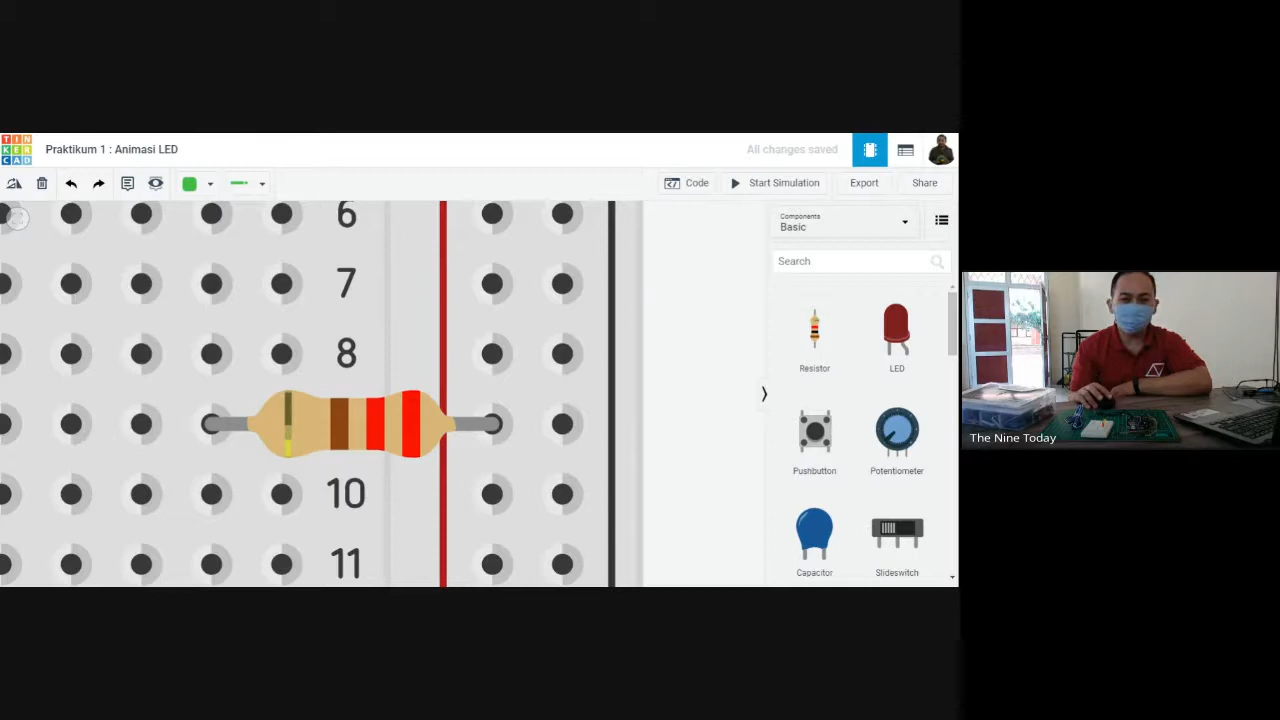 TIN
KER
CAD
Praktikum 1 : Animasi LED
All changes saved
Code
Start Simulation
Export
Share
Components
Basic
Search
6
7
8
10
11
Resistor
LED
Pushbutton
Potentiometer
Capacitor
Slideswitch
The Nine Today